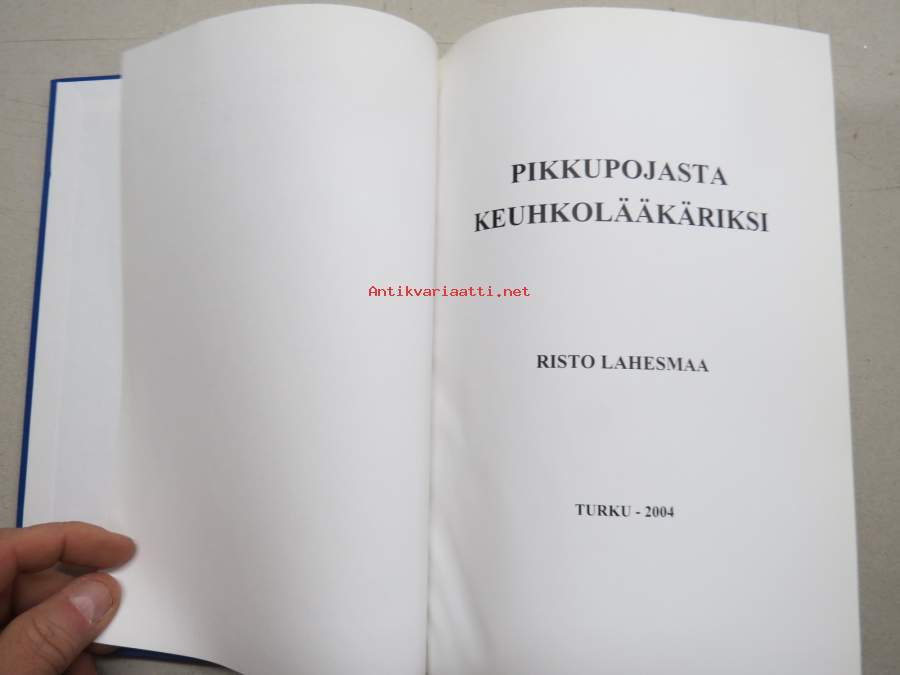 PIKKUPOJASTA
KEUHKOLÄÄKÄRIKSI
Antikvariaatti.net
RISTO LAHESMAA
TURKU - 2004